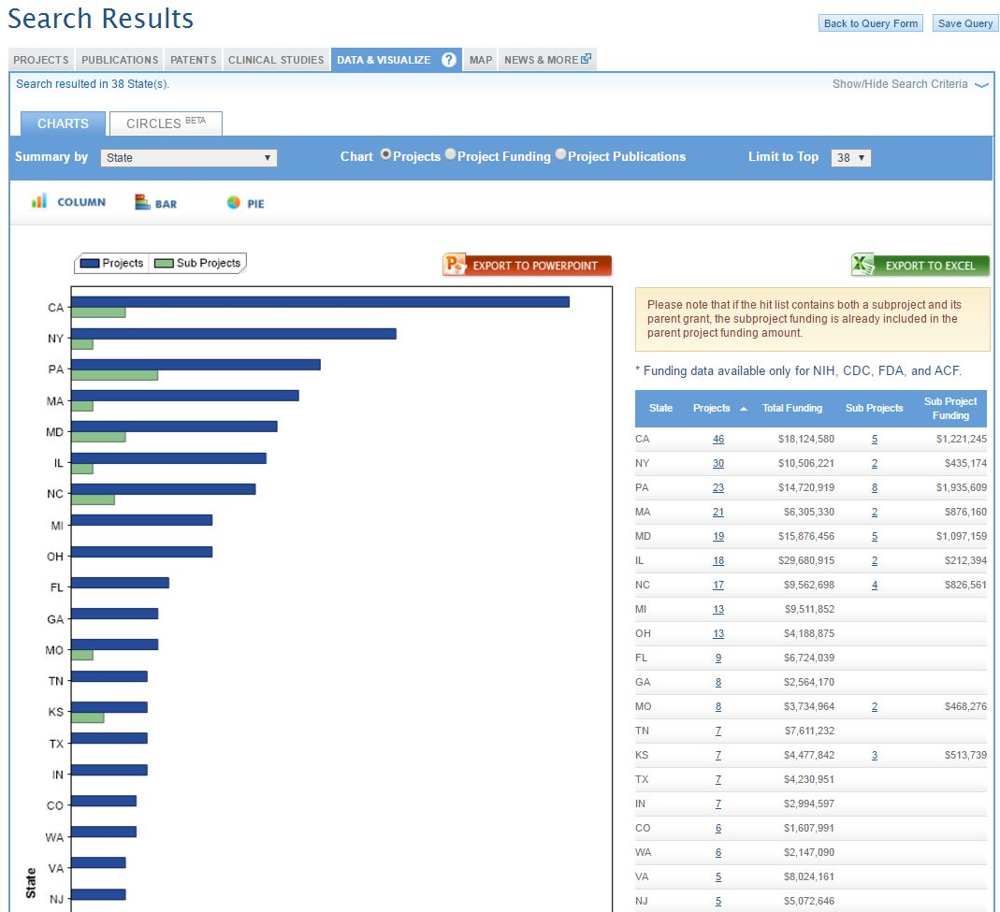 Search Results
Back to Query Form
Save Query
PROJECTS
PUBLICATIONS
PATENTS
CLINICAL STUDIES
DATA & VISUALIZE ?
MAP
NEWS & MORE
Search resulted in 38 State(s).
Show/Hide Search Criteria
CHARTS
CIRCLES BETA
Summary by State
Chart Projects Project Funding Project Publications
Limit to Top 38
COLUMN
BAR
PIE
Projects Sub Projects
EXPORT TO POWERPOINT
EXPORT TO EXCEL
CA
NY
PA
MA
MD
IL
NC
MI
OH
FL
GA
MO
TN
KS
TX
IN
CO
WA
VA
NJ
State
Please note that if the hit list contains both a subproject and its
parent grant, the subproject funding is already included in the
parent project funding amount.
* Funding data available only for NIH, CDC, FDA, and ACF.
State Projects Total Funding Sub Projects Sub Project Funding
CA 46 $18,124,580 5 $1,221,245
NY 30 $10,506,221 2 $435,174
PA 23 $14,720,919 8 $1,935,609
MA 21 $6,305,330 2 $876,160
MD 19 $15,876,456 5 $1,097,159
IL 18 $29,680,915 2 $212,394
NC 17 $9,562,698 4 $826,561
MI 13 $9,511,852
OH 13 $4,188,875
FL 9 $6,724,039
GA 8 $2,564,170
MO 8 $3,734,964 2 $468,276
TN 7 $7,611,232
KS 7 $4,477,842 3 $513,739
TX 7 $4,230,951
IN 7 $2,994,597
CO 6 $1,607,991
WA 6 $2,147,090
VA 5 $8,024,161
NJ 5 $5,072,646